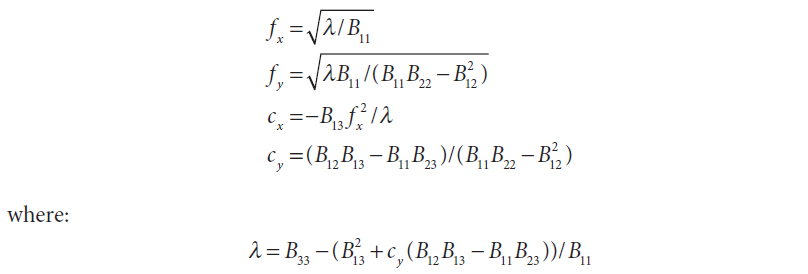 f_x = √(λ/B_11)
f_y = √(λB_11/(B_11B_22 − B_12^2))
c_x = −B_13 f_x^2/λ
c_y = (B_12B_13 − B_11B_23)/(B_11B_22 − B_12^2)
where:
λ = B_33 − (B_13^2 + c_y(B_12B_13 − B_11B_23))/B_11